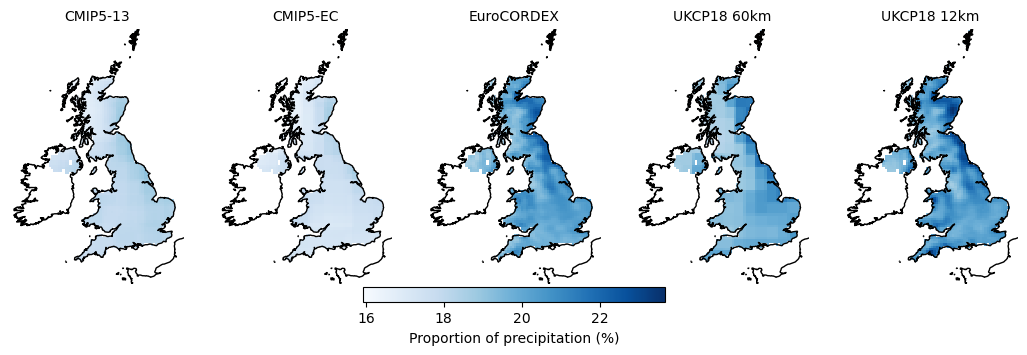 CMIP5-13 CMIP5-EC EuroCORDEX UKCP18 60km UKCP18 12km
16 18 20 22
Proportion of precipitation (%)